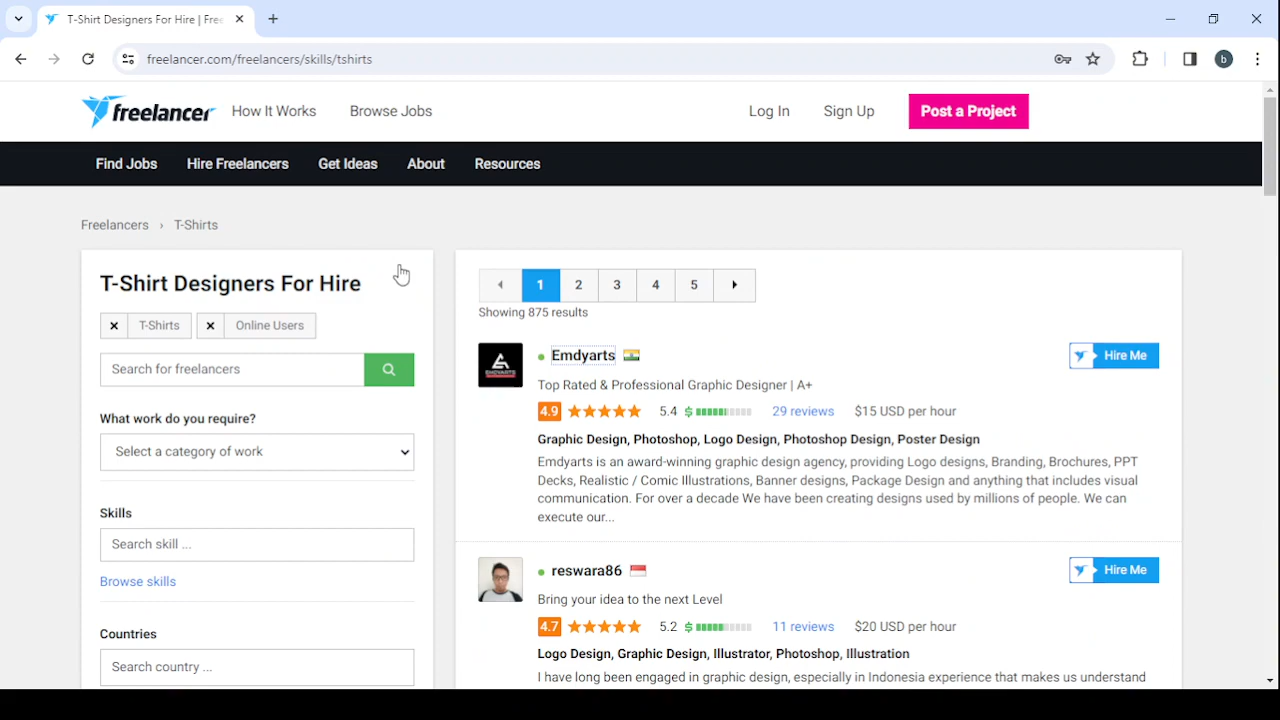 T-Shirt Designers For Hire | Free
freelancer.com/freelancers/skills/tshirts
b
freelancer How It Works Browse Jobs Log In Sign Up Post a Project
Find Jobs Hire Freelancers Get Ideas About Resources
Freelancers › T-Shirts
T-Shirt Designers For Hire
× T-Shirts × Online Users
Search for freelancers
What work do you require?
Select a category of work
Skills
Search skill ...
Browse skills
Countries
Search country ...
1 2 3 4 5
Showing 875 results
EMDYARTS
Emdyarts Hire Me
Top Rated & Professional Graphic Designer | A+
4.9 5.4 $ 29 reviews $15 USD per hour
Graphic Design, Photoshop, Logo Design, Photoshop Design, Poster Design
Emdyarts is an award-winning graphic design agency, providing Logo designs, Branding, Brochures, PPT
Decks, Realistic / Comic Illustrations, Banner designs, Package Design and anything that includes visual
communication. For over a decade We have been creating designs used by millions of people. We can
execute our...
reswara86 Hire Me
Bring your idea to the next Level
4.7 5.2 $ 11 reviews $20 USD per hour
Logo Design, Graphic Design, Illustrator, Photoshop, Illustration
I have long been engaged in graphic design, especially in Indonesia experience that makes us understand